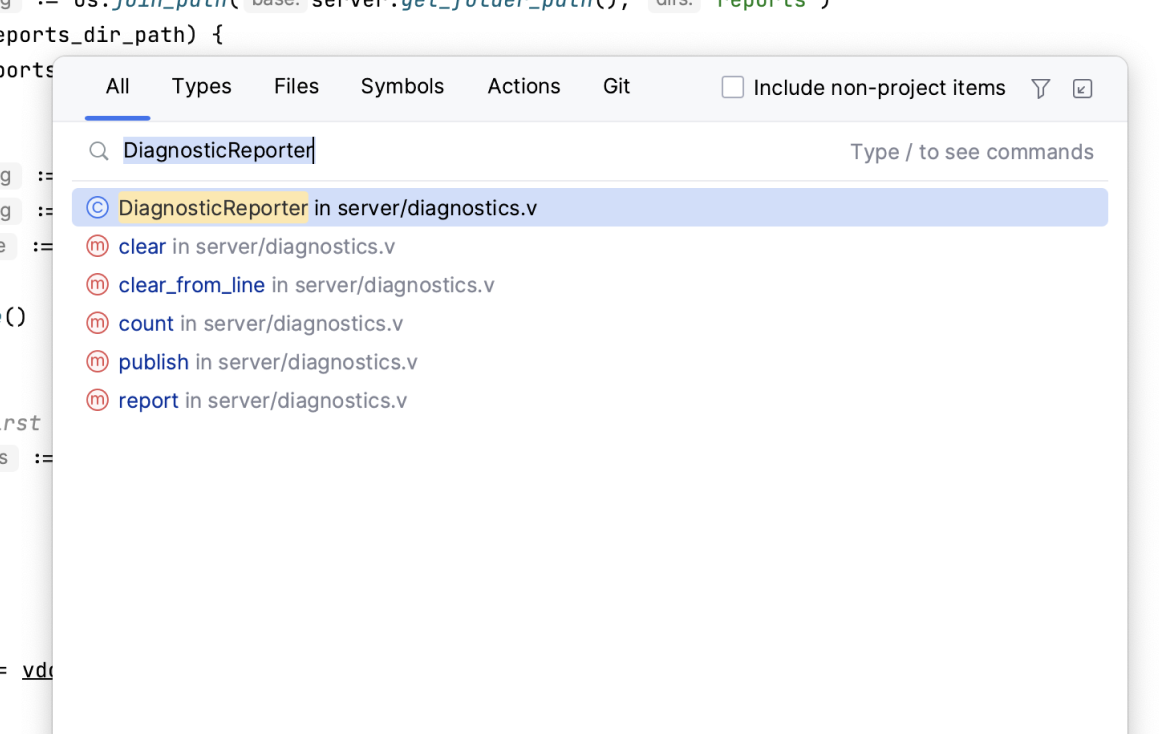 := os.join_path( base: server.get_folder_path(), dirs: 'reports')
eports_dir_path) {
ports
All Types Files Symbols Actions Git Include non-project items
DiagnosticReporter Type / to see commands
g :=
DiagnosticReporter in server/diagnostics.v
g :=
clear in server/diagnostics.v
e :=
clear_from_line in server/diagnostics.v
()
count in server/diagnostics.v
publish in server/diagnostics.v
report in server/diagnostics.v
rst
s :=
= vdo